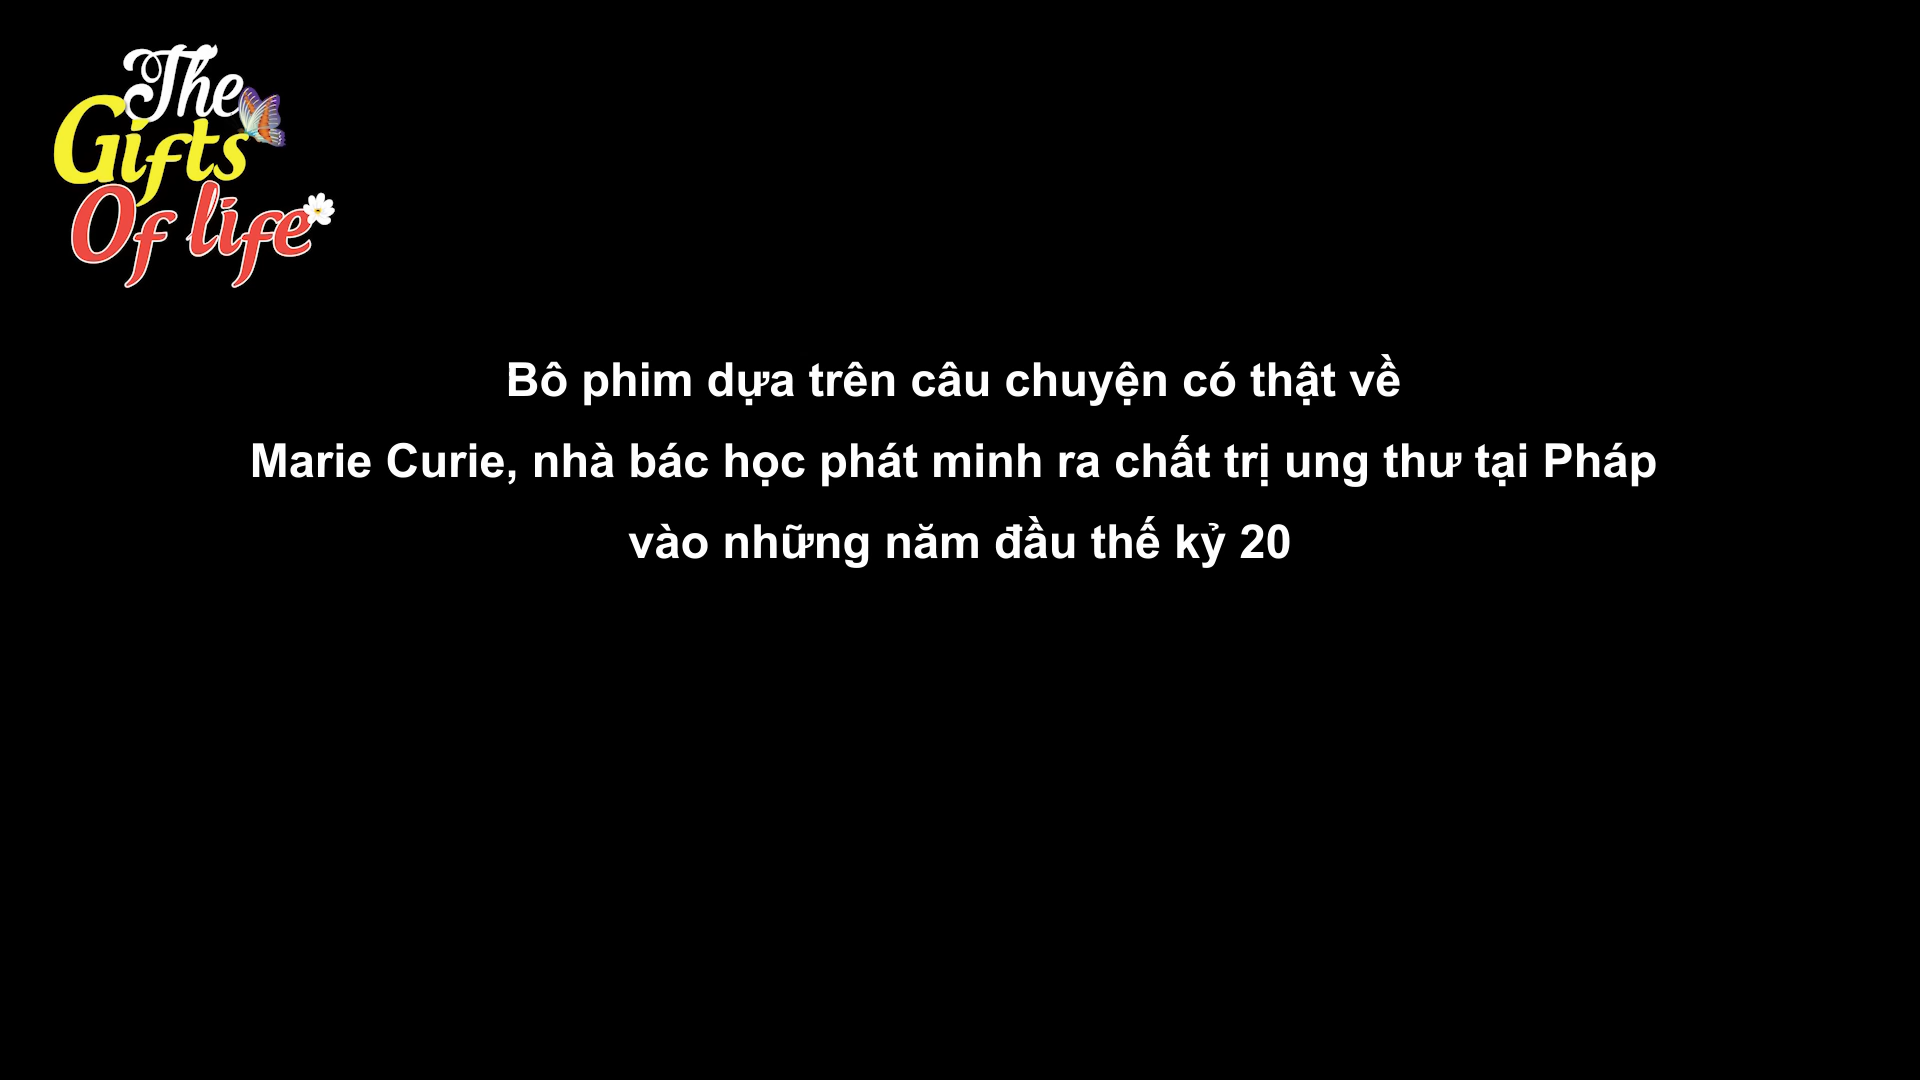 The
Gifts
Of life
Bô phim dựa trên câu chuyện có thật về
Marie Curie, nhà bác học phát minh ra chất trị ung thư tại Pháp
vào những năm đầu thế kỷ 20